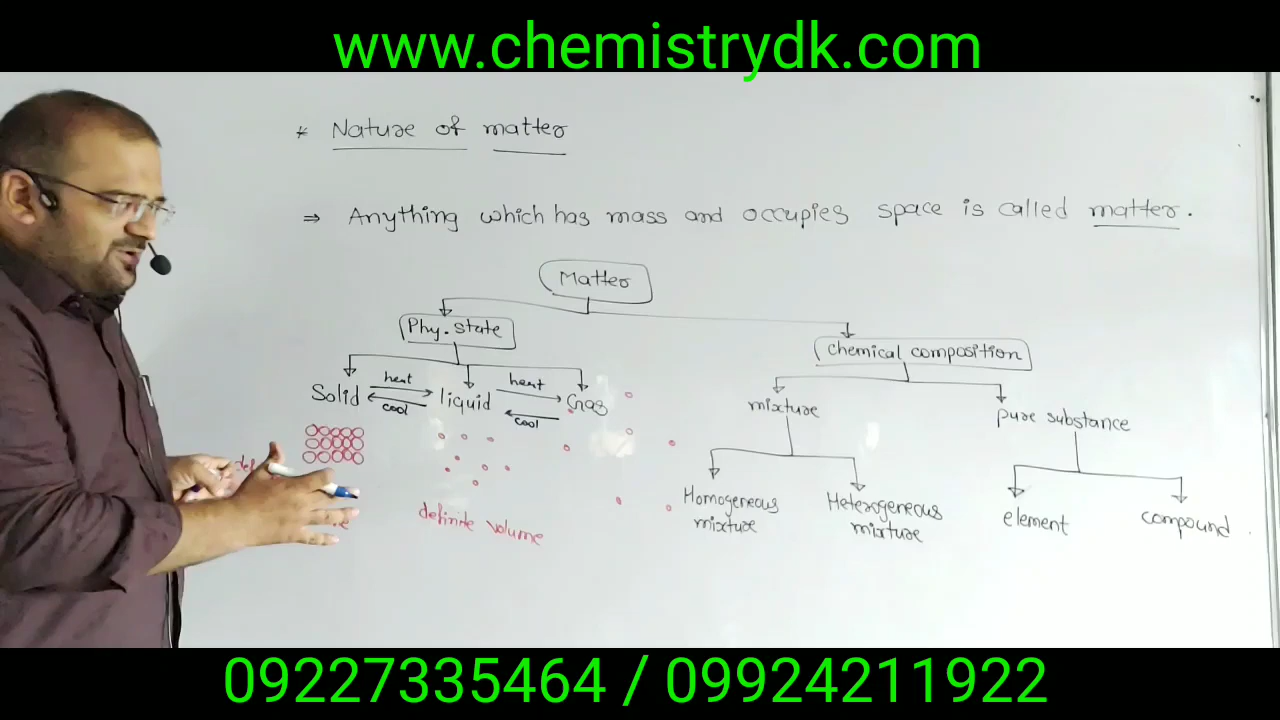 www.chemistrydk.com
* Nature of matter
⇒ Anything which has mass and occupies space is called matter.
Matter
Phy. state
chemical composition
Solid heat cool liquid heat cool Gas
mixture
pure substance
Homogeneous mixture
Heterogeneous mixture
element
compound
definite volume
09227335464 / 09924211922